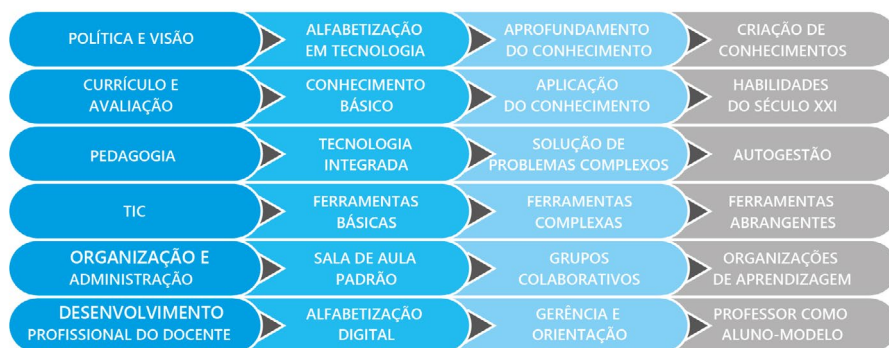 POLÍTICA E VISÃO
ALFABETIZAÇÃO
EM TECNOLOGIA
APROFUNDAMENTO
DO CONHECIMENTO
CRIAÇÃO DE
CONHECIMENTOS
CURRÍCULO E
AVALIAÇÃO
CONHECIMENTO
BÁSICO
APLICAÇÃO
DO CONHECIMENTO
HABILIDADES
DO SÉCULO XXI
PEDAGOGIA
TECNOLOGIA
INTEGRADA
SOLUÇÃO DE
PROBLEMAS COMPLEXOS
AUTOGESTÃO
TIC
FERRAMENTAS
BÁSICAS
FERRAMENTAS
COMPLEXAS
FERRAMENTAS
ABRANGENTES
ORGANIZAÇÃO E
ADMINISTRAÇÃO
SALA DE AULA
PADRÃO
GRUPOS
COLABORATIVOS
ORGANIZAÇÕES
DE APRENDIZAGEM
DESENVOLVIMENTO
PROFISSIONAL DO DOCENTE
ALFABETIZAÇÃO
DIGITAL
GERÊNCIA E
ORIENTAÇÃO
PROFESSOR COMO
ALUNO-MODELO